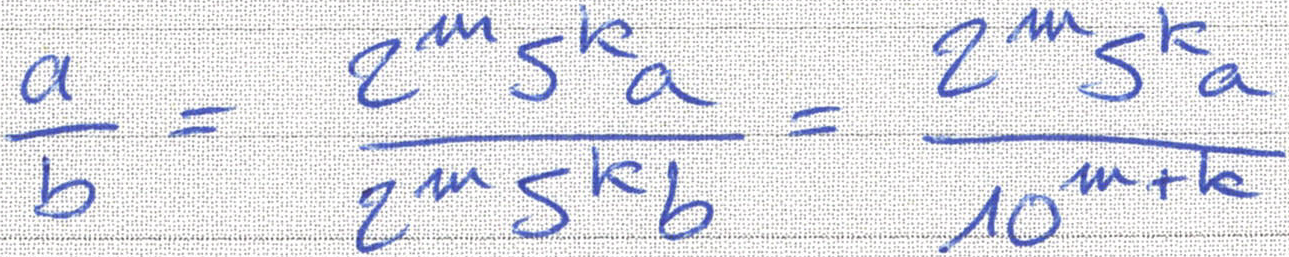 a/b = 2^m 5^k a / 2^m 5^k b = 2^m 5^k a / 10^{m+k}